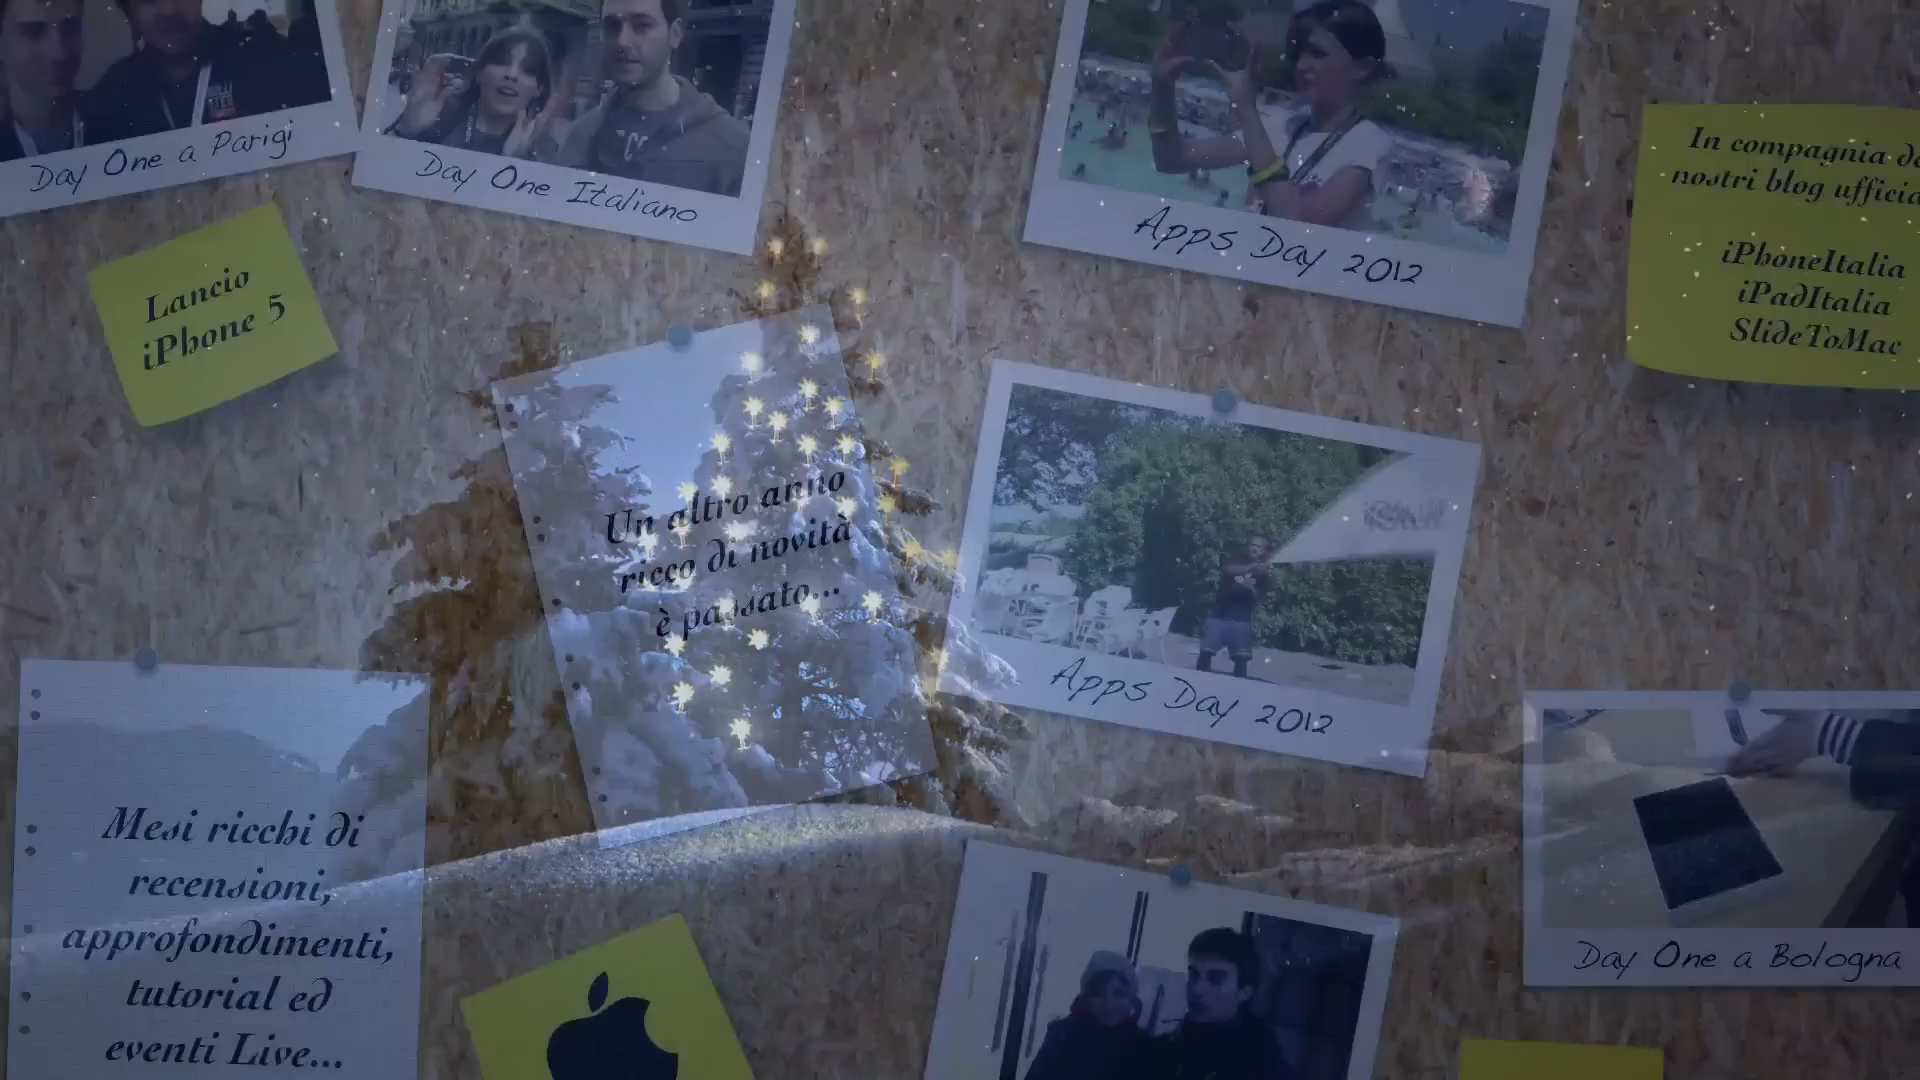 Day One a Parigi
Day One Italiano
Apps Day 2012
In compagnia
nostri blog
iPhoneItalia
iPadItalia
SlideToMac
Lancio
iPhone 5
Un altro anno
ricco di novità
è passato...
Apps Day 2012
Mesi ricchi di
recensioni,
approfondimenti,
tutorial ed
eventi Live...
Day One a Bologna